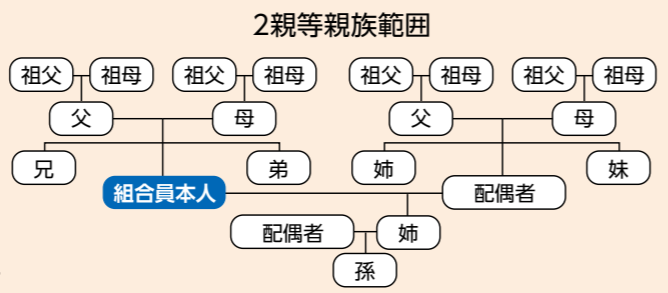 2親等親族範囲
祖父 祖母 祖父 祖母 祖父 祖母 祖父 祖母
父 母 父 母
兄 弟 姉 妹
組合員本人 配偶者
配偶者 姉
孫